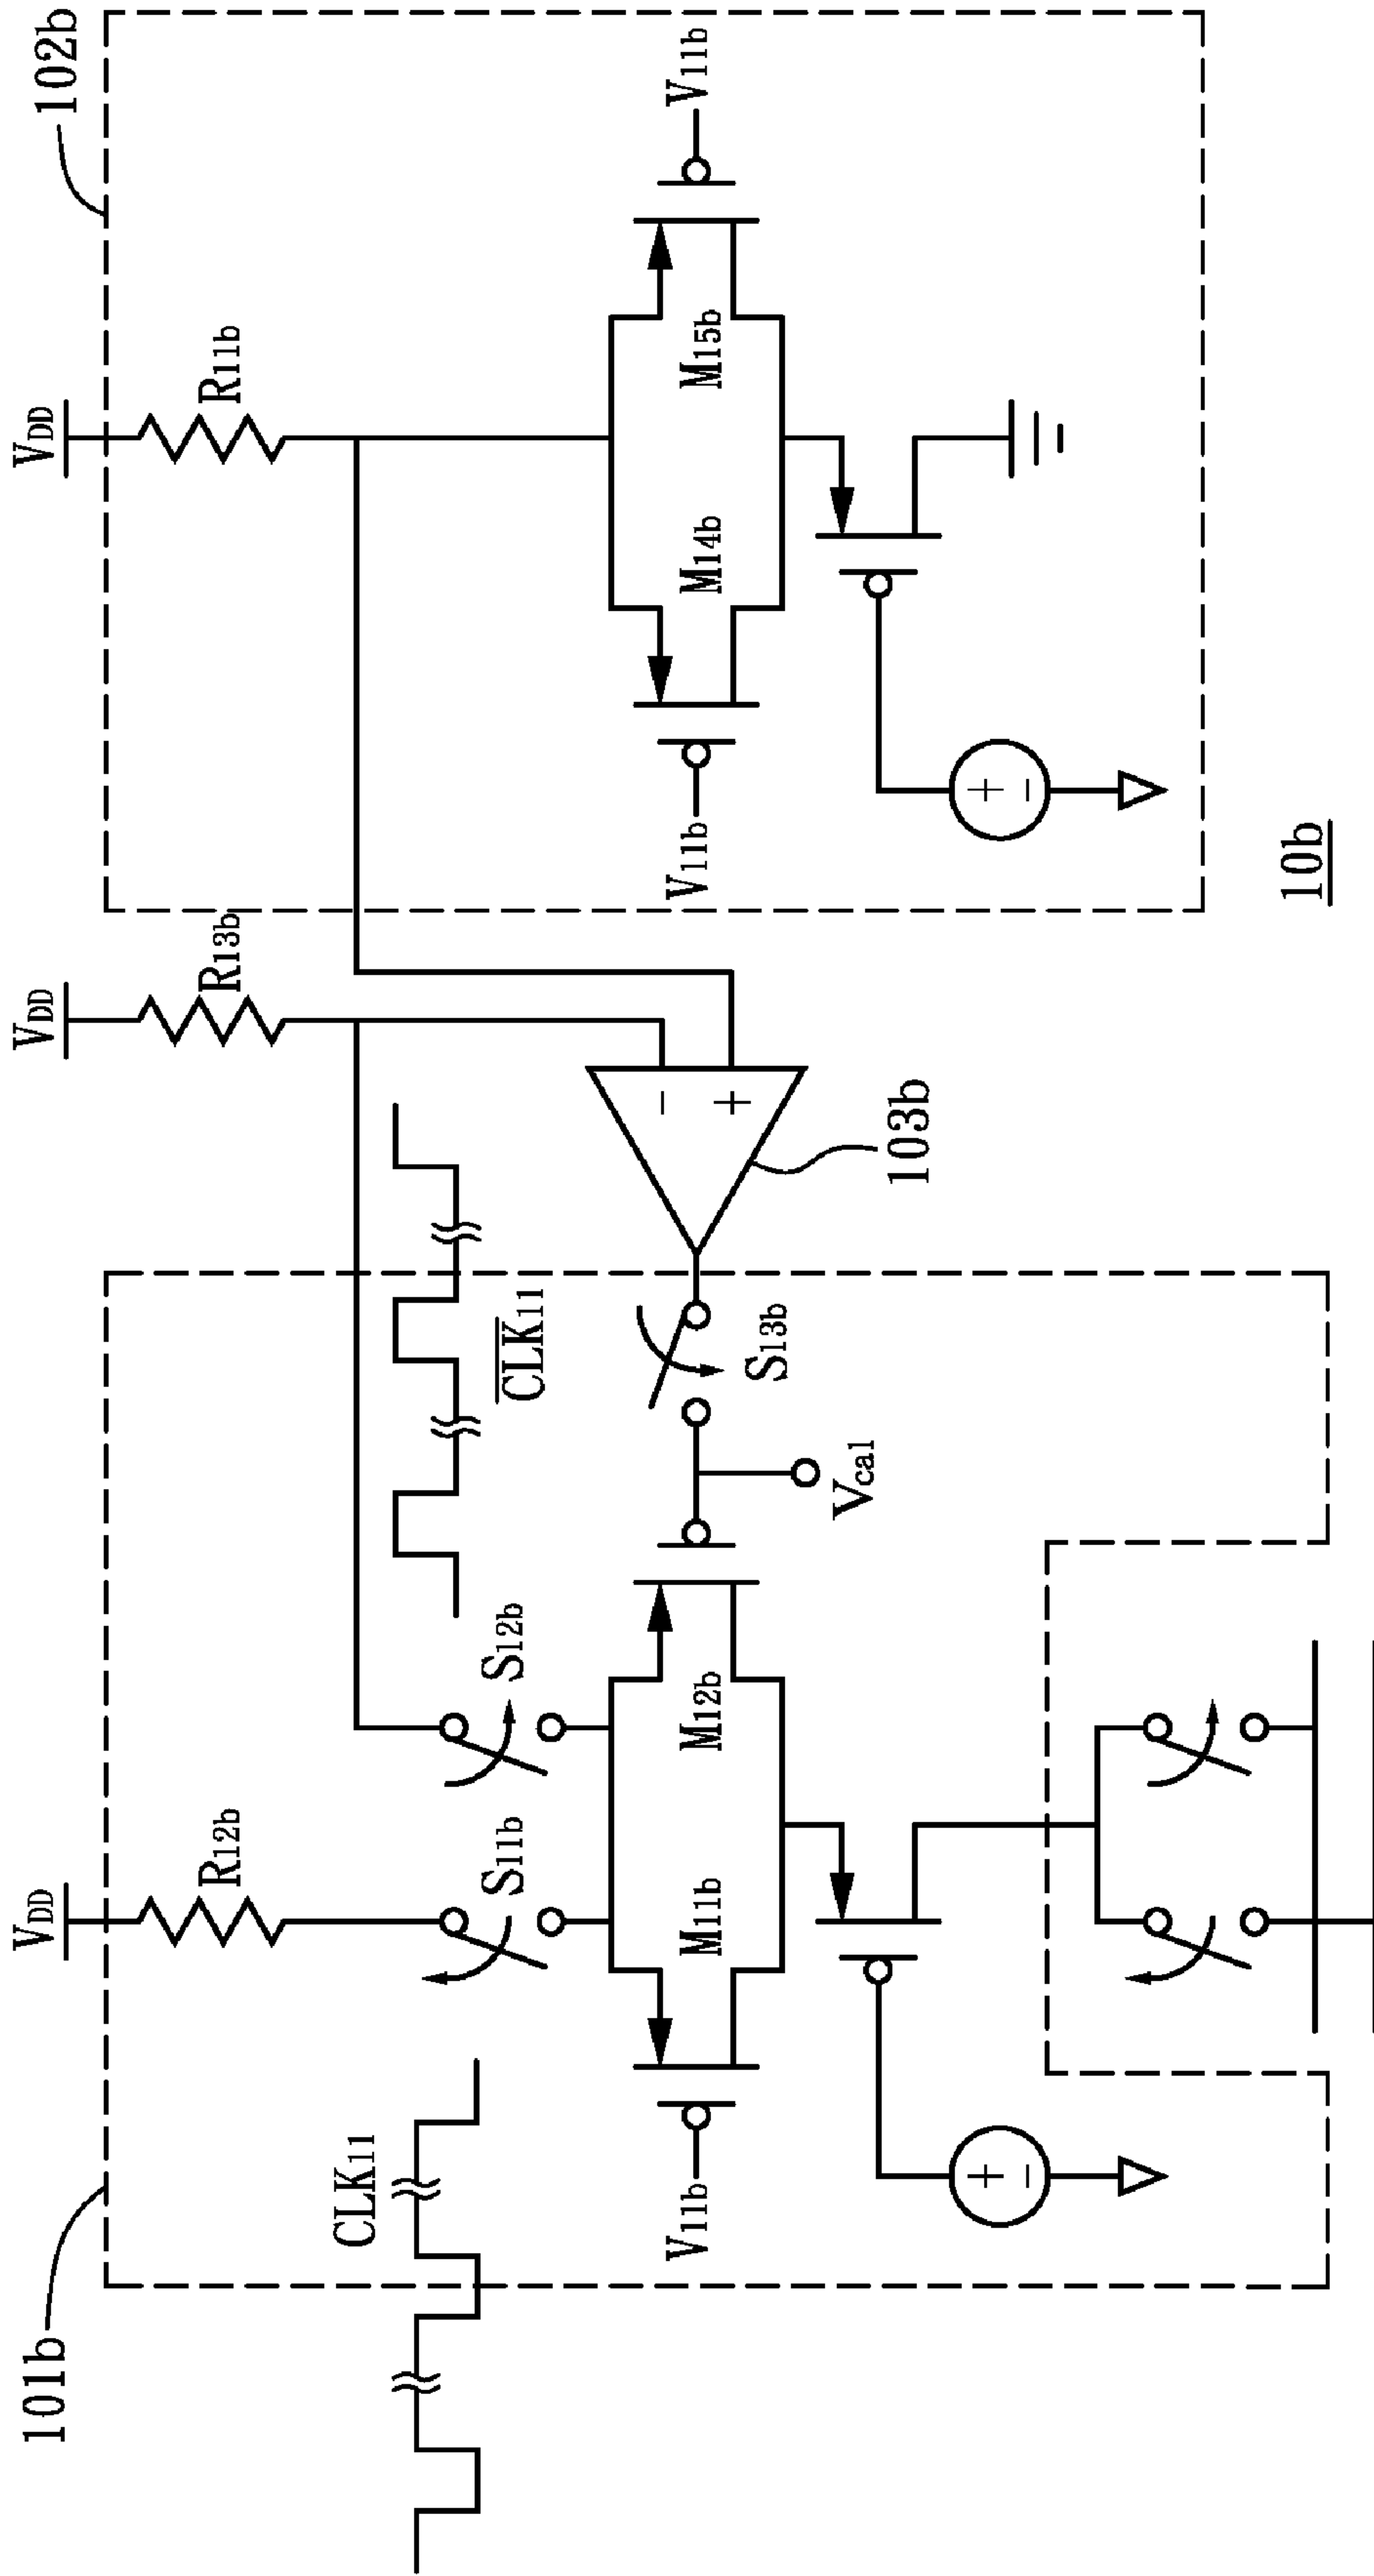 101b
102b
VDD
VDD
VDD
R12b
R13b
R11b
CLK11
CLK11
S11b
S12b
S13b
V11b
M11b
M12b
Vcal
-
+
103b
V11b
M14b
M15b
V11b
+
-
+
-
10b